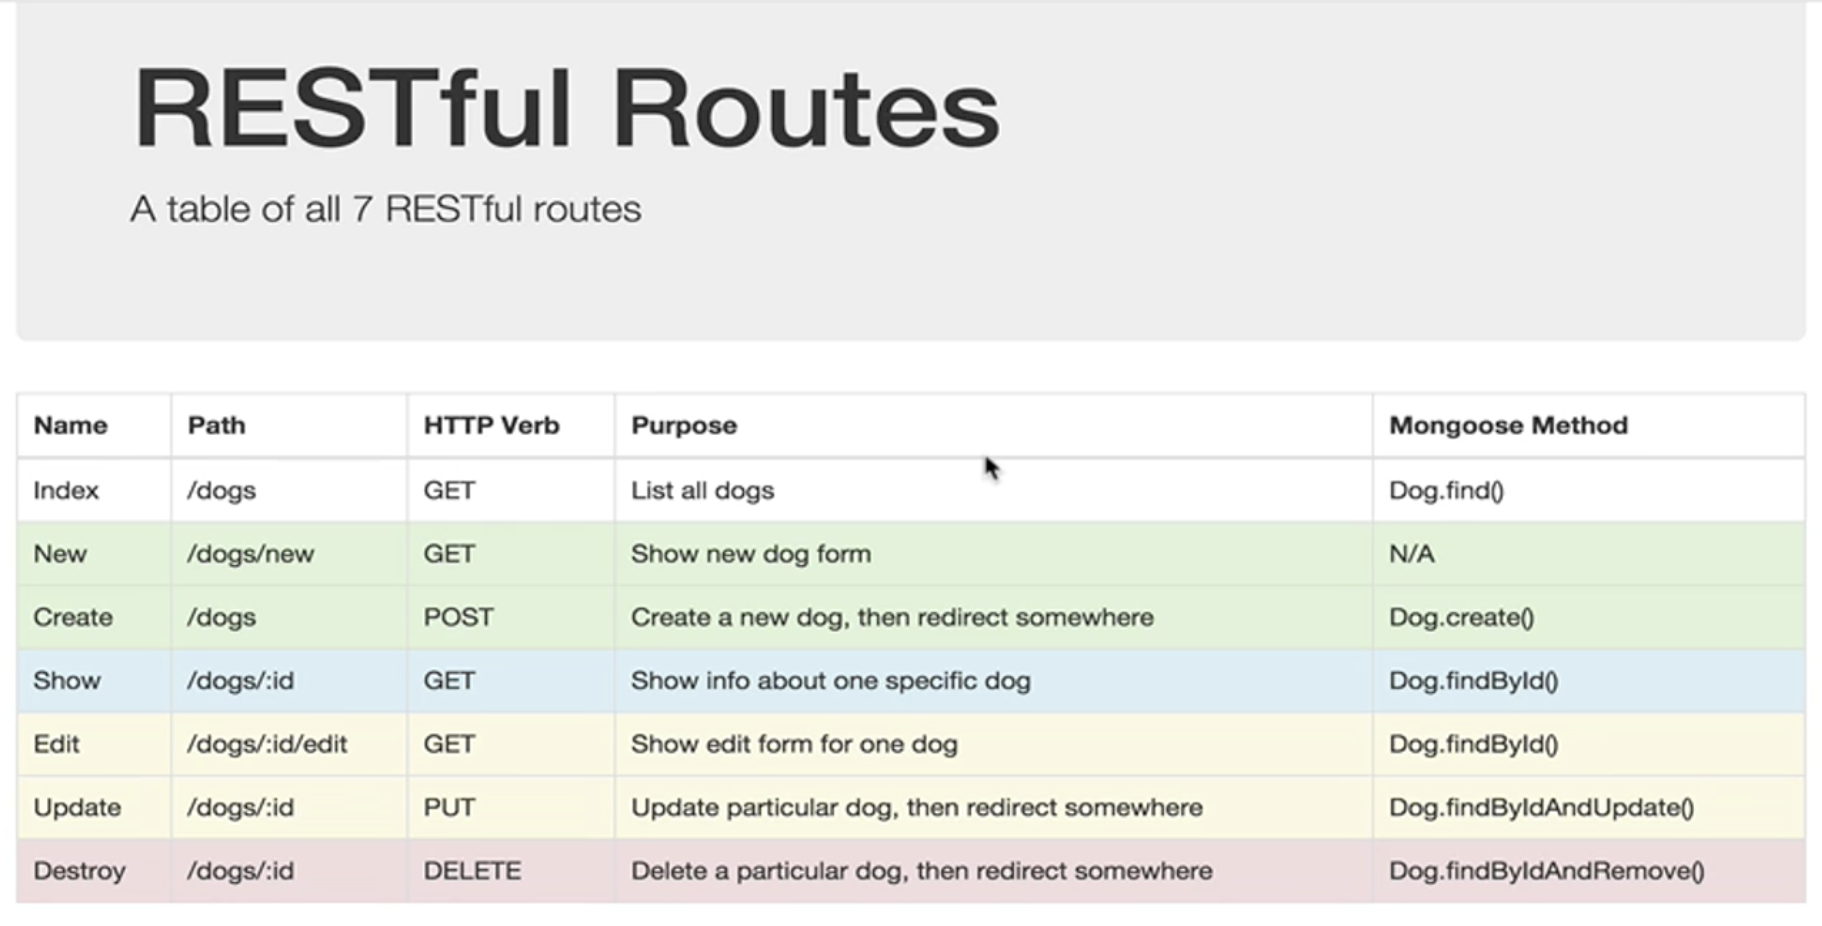 RESTful Routes
A table of all 7 RESTful routes
Name Path HTTP Verb Purpose Mongoose Method
Index /dogs GET List all dogs Dog.find()
New /dogs/new GET Show new dog form N/A
Create /dogs POST Create a new dog, then redirect somewhere Dog.create()
Show /dogs/:id GET Show info about one specific dog Dog.findById()
Edit /dogs/:id/edit GET Show edit form for one dog Dog.findById()
Update /dogs/:id PUT Update particular dog, then redirect somewhere Dog.findByIdAndUpdate()
Destroy /dogs/:id DELETE Delete a particular dog, then redirect somewhere Dog.findByIdAndRemove()